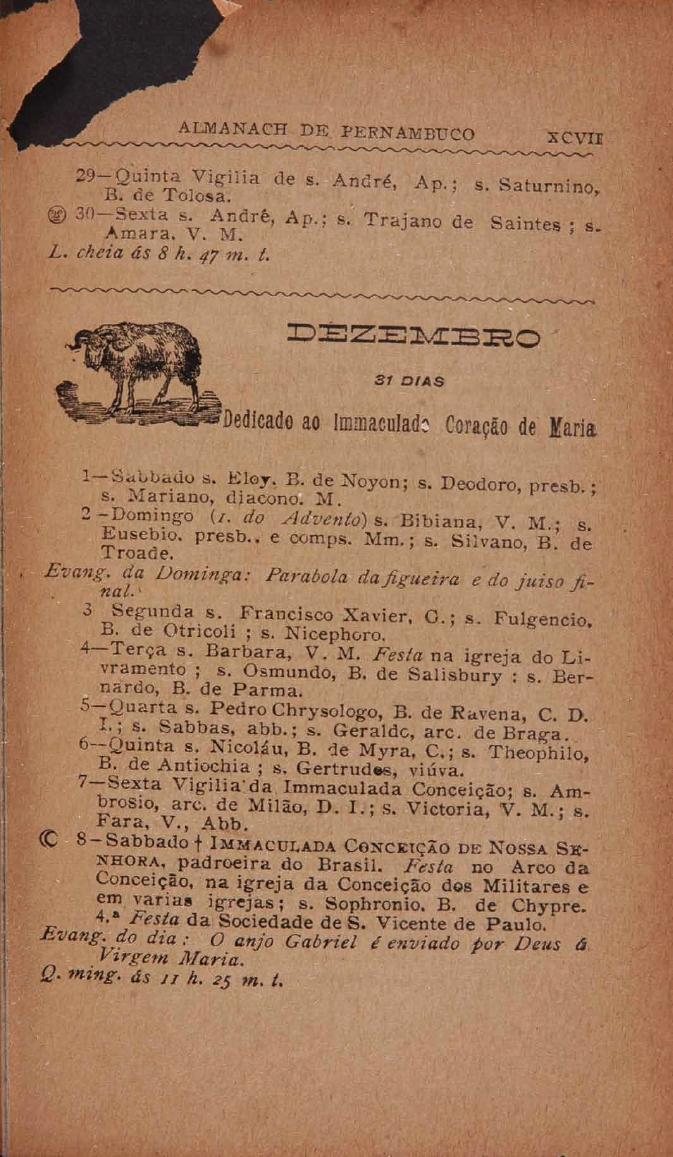 ALMANACH DE PERNAMBUCO XCVII
29—Quinta Vigilia de s. André, Ap.; s. Saturnino,
B. de Tolosa.
30—Sexta s. André, Ap.; s. Trajano de Saintes; s.
Amara, V. M.
L. cheia ás 8 h. 47 m. t.
DEZEMBRO
31 DIAS
Dedicado ao Immaculado Coração de Maria
1—Sabbado s. Eloy, B. de Noyon; s. Deodoro, presb.;
s. Mariano, diacono. M.
2—Domingo (1. do Advento) s. Bibiana, V. M.; s.
Eusebio, presb., e comps. Mm.; s. Silvano, B. de
Troade.
Evang. da Dominga: Parabola da figueira e do juiso fi-
nal.
3 Segunda s. Francisco Xavier, C.; s. Fulgencio,
B. de Otricoli; s. Nicephoro.
4—Terça s. Barbara, V. M. Festa na igreja do Li-
vramento; s. Osmundo, B. de Salisbury: s. Ber-
nardo, B. de Parma.
5—Quarta s. Pedro Chrysologo, B. de Ravena, C. D.
I.; s. Sabbas, abb.; s. Geraldo, arc. de Braga.
6—Quinta s. Nicoláu, B. de Myra, C.; s. Theophilo,
B. de Antiochia; s. Gertrudes, viúva.
7—Sexta Vigilia da Immaculada Conceição; s. Am-
brosio, arc. de Milão, D. I.; s. Victoria, V. M.; s.
Fara, V., Abb.
8—Sabbado † IMMACULADA CONCEIÇÃO DE NOSSA SE-
NHORA, padroeira do Brasil. Festa no Arco da
Conceição, na igreja da Conceição dos Militares e
em varias igrejas; s. Sophronio, B. de Chypre.
4.ª Festa da Sociedade de S. Vicente de Paulo.
Evang. do dia: O anjo Gabriel é enviado por Deus á
Virgem Maria.
Q. ming. ás 11 h. 25 m. t.